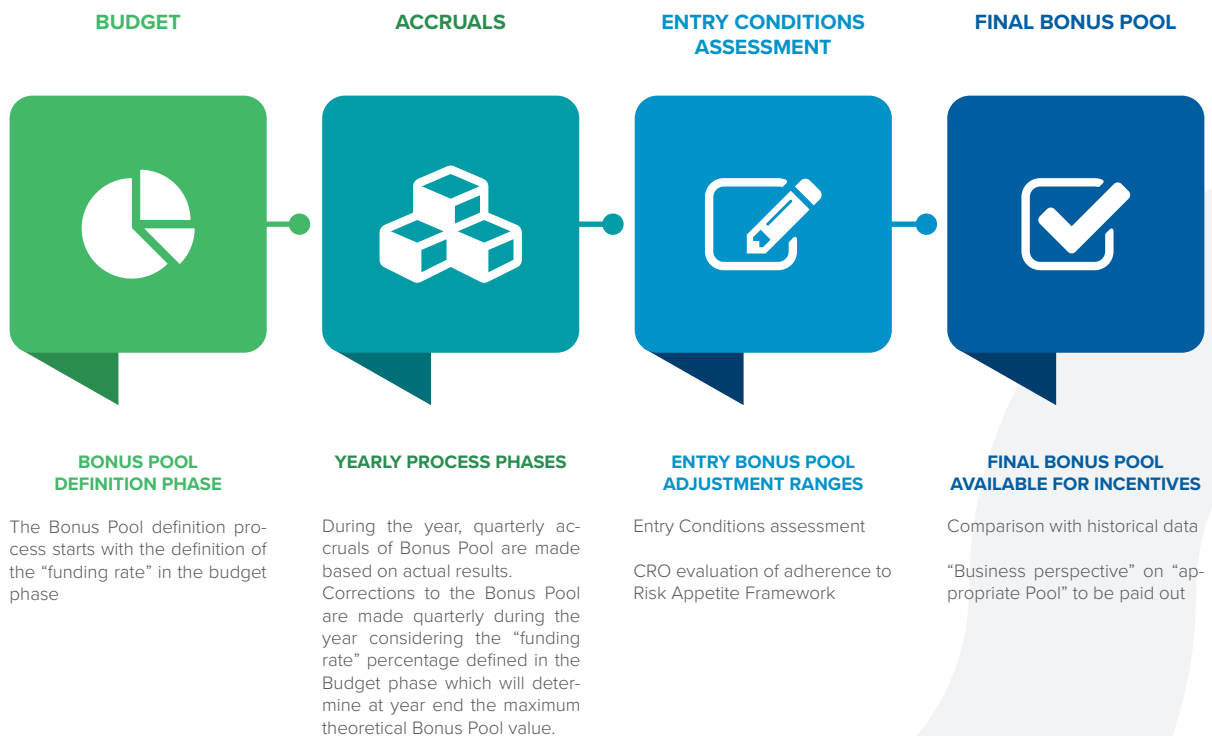 BUDGET
ACCRUALS
ENTRY CONDITIONS
ASSESSMENT
FINAL BONUS POOL
BONUS POOL
DEFINITION PHASE
The Bonus Pool definition pro-
cess starts with the definition of
the “funding rate” in the budget
phase
YEARLY PROCESS PHASES
During the year, quarterly ac-
cruals of Bonus Pool are made
based on actual results.
Corrections to the Bonus Pool
are made quarterly during the
year considering the “funding
rate” percentage defined in the
Budget phase which will deter-
mine at year end the maximum
theoretical Bonus Pool value.
ENTRY BONUS POOL
ADJUSTMENT RANGES
Entry Conditions assessment
CRO evaluation of adherence to
Risk Appetite Framework
FINAL BONUS POOL
AVAILABLE FOR INCENTIVES
Comparison with historical data
“Business perspective” on “ap-
propriate Pool” to be paid out